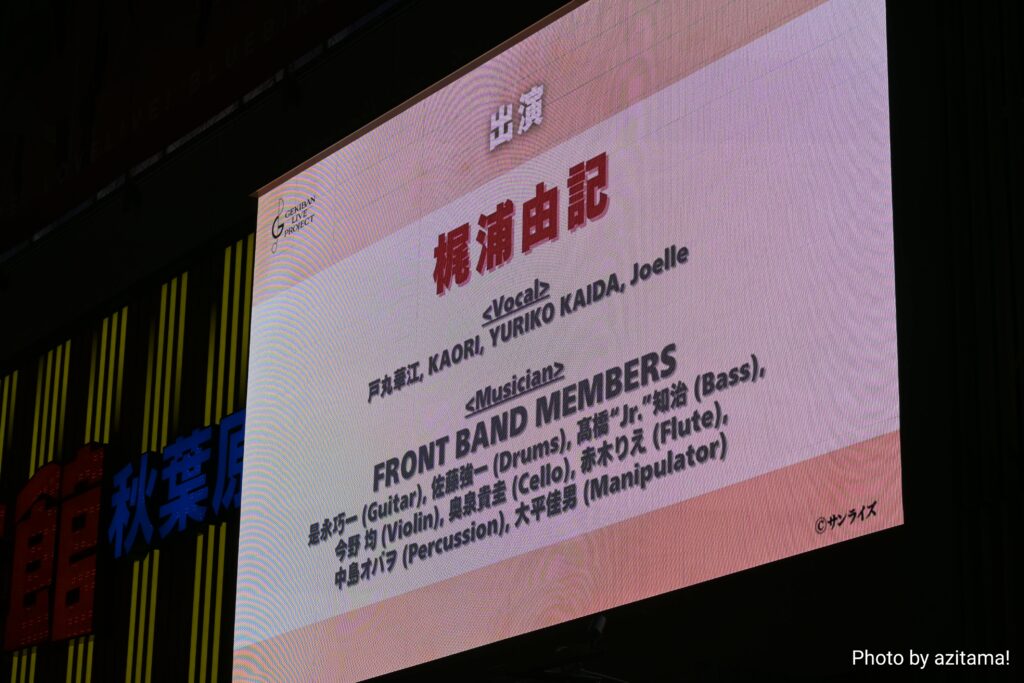 出演
GEKIBAN
LIVE
PROJECT
梶浦由記
<Vocal>
戸丸華江, KAORI, YURIKO KAIDA, Joelle
<Musician>
FRONT BAND MEMBERS
是永巧一 (Guitar), 佐藤強一 (Drums), 髙橋“Jr.”知治 (Bass),
今野 均 (Violin), 奥泉貴圭 (Cello), 赤木りえ (Flute),
中島オバヲ (Percussion), 大平佳男 (Manipulator)
©サンライズ
館
秋葉原
Photo by azitama!